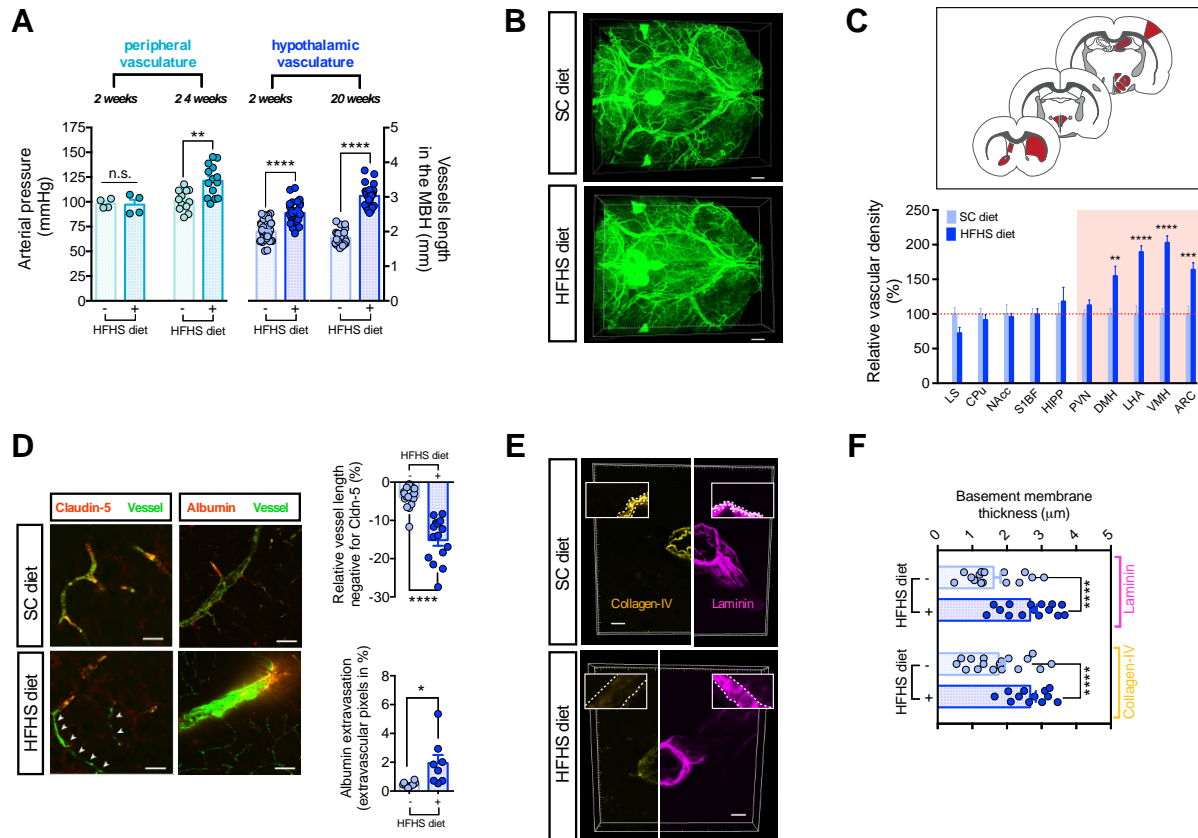 A
peripheral
vasculature
hypothalamic
vasculature
2 weeks
2 4 weeks
2 weeks
20 weeks
Arterial pressure
(mmHg)
175
150
125
100
75
50
25
0
n.s.
**
****
****
5
4
3
2
1
0
Vessels length
in the MBH (mm)
- +
- +
- +
- +
HFHS diet
HFHS diet
HFHS diet
HFHS diet
B
SC diet
HFHS diet
C
SC diet
HFHS diet
Relative vascular density
(%)
250
200
150
100
50
0
**
****
****
***
LS
CPu
NAcc
S1BF
HIPP
PVN
DMH
LHA
VMH
ARC
D
Claudin-5 Vessel
Albumin Vessel
SC diet
HFHS diet
HFHS diet
- +
Relative vessel length
negative for Cldn-5 (%)
0
-10
-20
-30
****
Albumin extravasation
(extravascular pixels in %)
8
6
4
2
0
*
- +
HFHS diet
E
SC diet
HFHS diet
Collagen-IV
Laminin
F
Basement membrane
thickness (μm)
0 1 2 3 4 5
HFHS diet
-
+
****
Laminin
HFHS diet
-
+
****
Collagen-IV